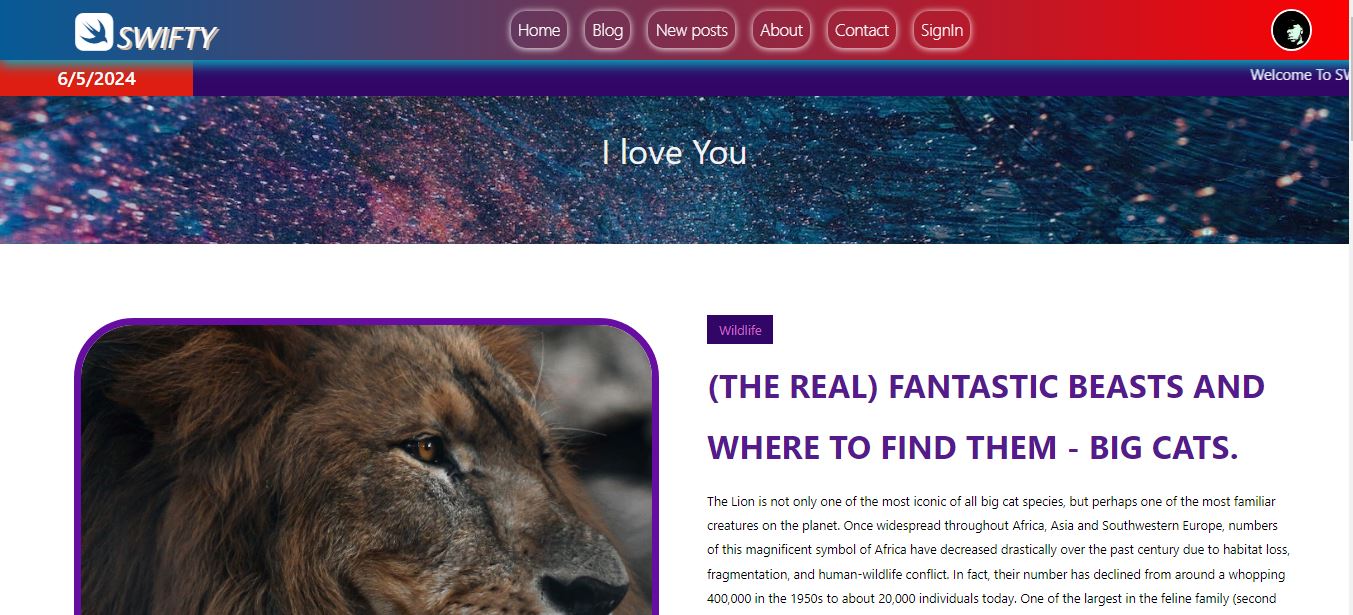 SWIFTY
Home
Blog
New posts
About
Contact
SignIn
6/5/2024
Welcome To
I love You
Wildlife
(THE REAL) FANTASTIC BEASTS AND
WHERE TO FIND THEM - BIG CATS.
The Lion is not only one of the most iconic of all big cat species, but perhaps one of the most familiar
creatures on the planet. Once widespread throughout Africa, Asia and Southwestern Europe, numbers
of this magnificent symbol of Africa have decreased drastically over the past century due to habitat loss,
fragmentation, and human-wildlife conflict. In fact, their number has declined from around a whopping
400,000 in the 1950s to about 20,000 individuals today. One of the largest in the feline family (second